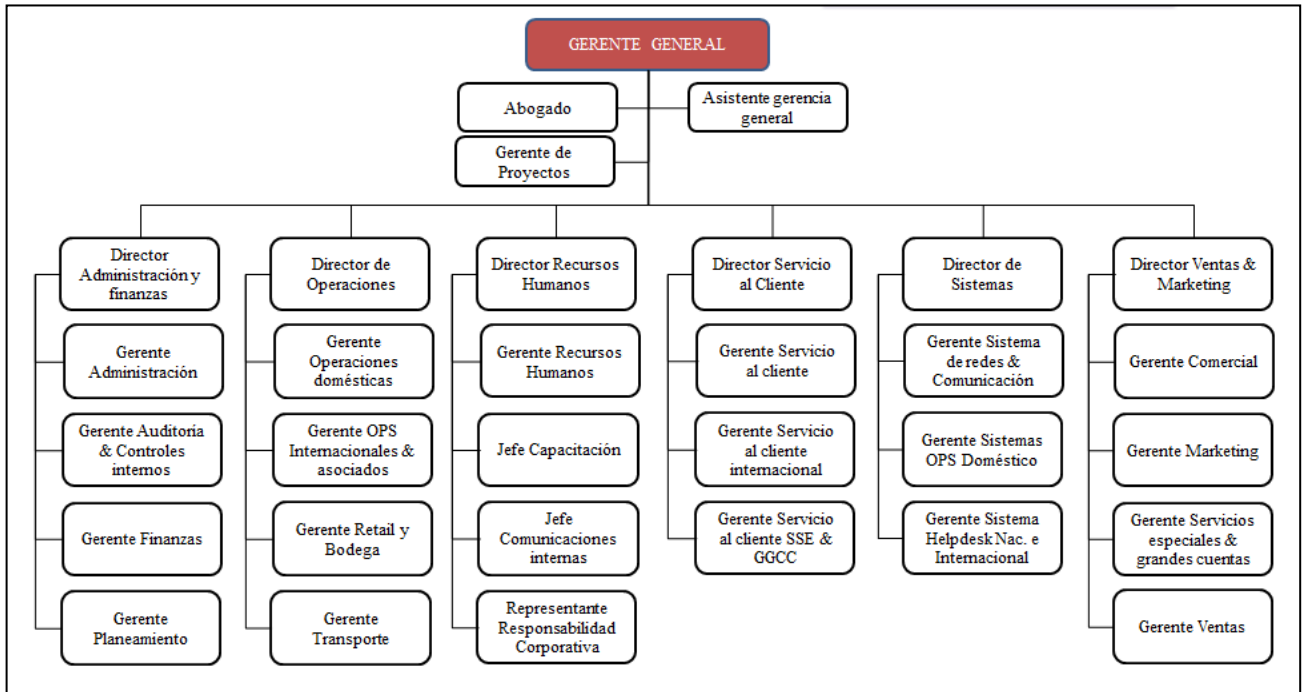 GERENTE GENERAL
Abogado
Asistente gerencia
general
Gerente de
Proyectos
Director
Administración y
finanzas
Gerente
Administración
Gerente Auditoria
& Controles
internos
Gerente Finanzas
Gerente
Planeamiento
Director de
Operaciones
Gerente
Operaciones
domésticas
Gerente OPS
Internacionales &
asociados
Gerente Retail y
Bodega
Gerente
Transporte
Director Recursos
Humanos
Gerente Recursos
Humanos
Jefe Capacitación
Jefe
Comunicaciones
internas
Representante
Responsabilidad
Corporativa
Director Servicio
al Cliente
Gerente Servicio
al cliente
Gerente Servicio
al cliente
internacional
Gerente Servicio
al cliente SSE &
GGCC
Director de
Sistemas
Gerente Sistema
de redes &
Comunicación
Gerente Sistemas
OPS Doméstico
Gerente Sistema
Helpdesk Nac. e
Internacional
Director Ventas &
Marketing
Gerente Comercial
Gerente Marketing
Gerente Servicios
especiales &
grandes cuentas
Gerente Ventas